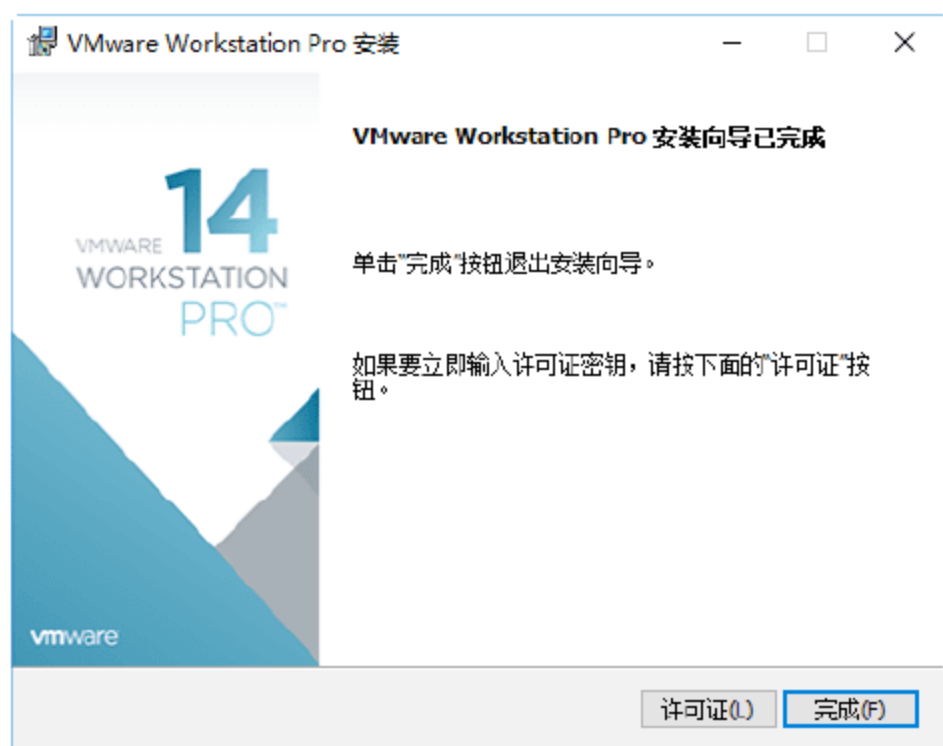 VMware Workstation Pro 安装
VMware Workstation Pro 安装向导已完成
14
VMWARE
WORKSTATION
PRO™
单击"完成"按钮退出安装向导。
如果要立即输入许可证密钥，请按下面的"许可证"按
钮。
vmware
许可证(L)
完成(F)